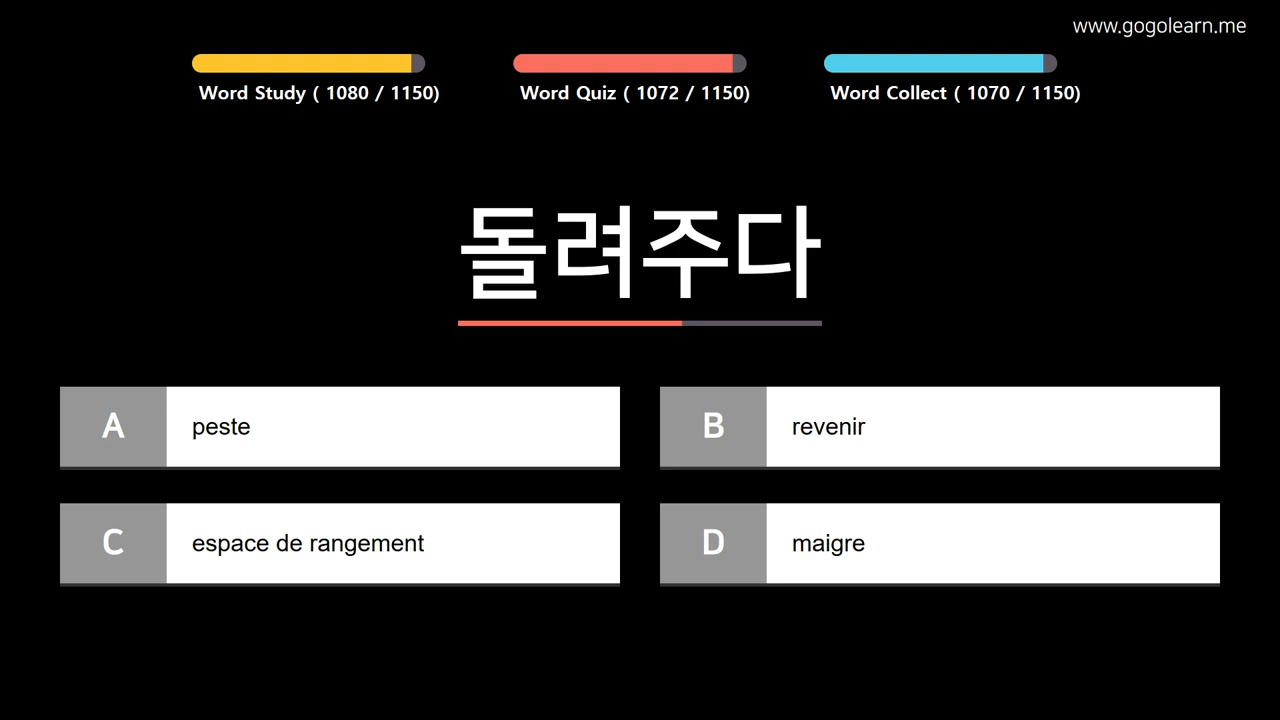 www.gogolearn.me
Word Study ( 1080 / 1150)
Word Quiz ( 1072 / 1150)
Word Collect ( 1070 / 1150)
돌려주다
A peste
B revenir
C espace de rangement
D maigre